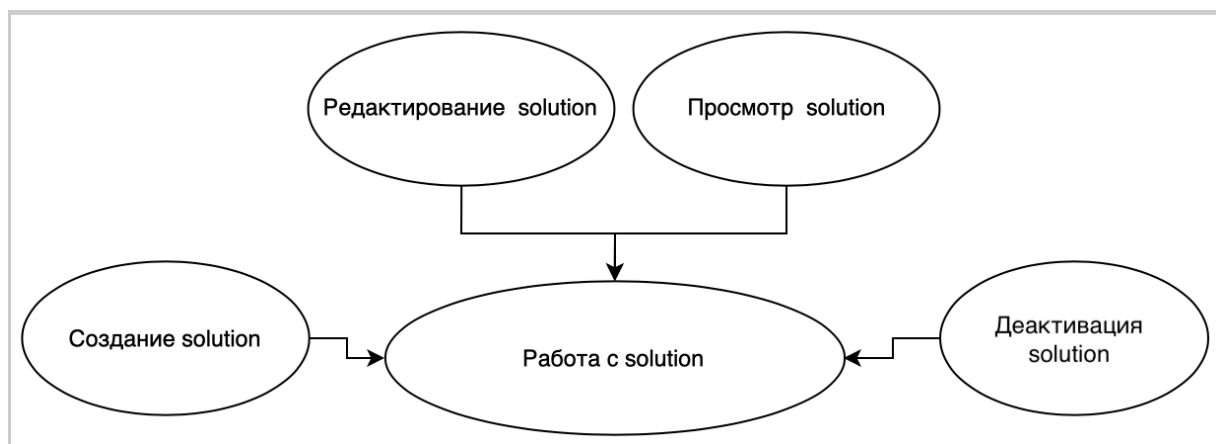 Редактирование solution
Просмотр solution
Создание solution
Работа с solution
Деактивация
solution